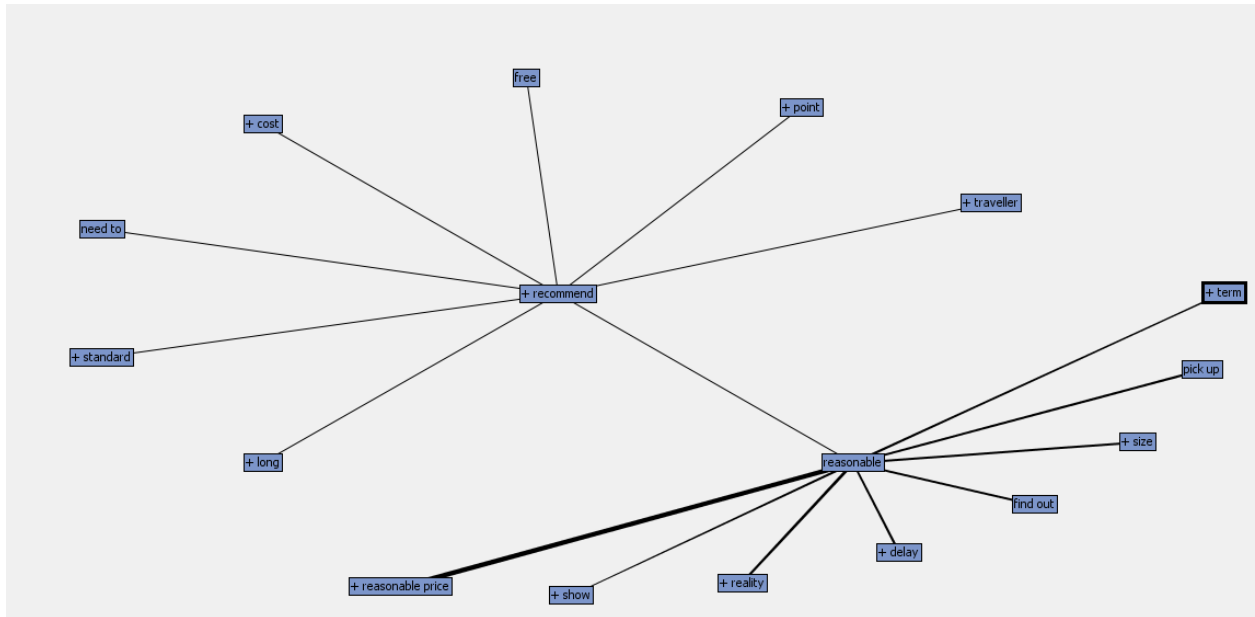 free
+ point
+ cost
+ traveller
need to
+ recommend
+ term
+ standard
pick up
+ size
+ long
reasonable
find out
+ delay
+ reality
+ reasonable price
+ show